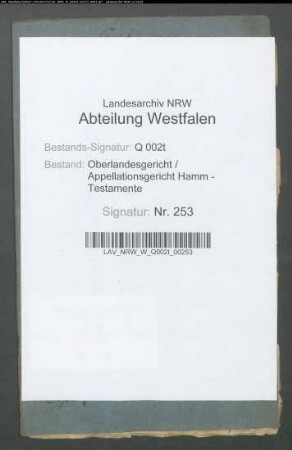 Landesarchiv NRW
Abteilung Westfalen
Bestands-Signatur: Q 002t
Bestand: Oberlandesgericht /
Appellationsgericht Hamm -
Testamente
Signatur: Nr. 253
LAV_NRW_W_Q002t_00253